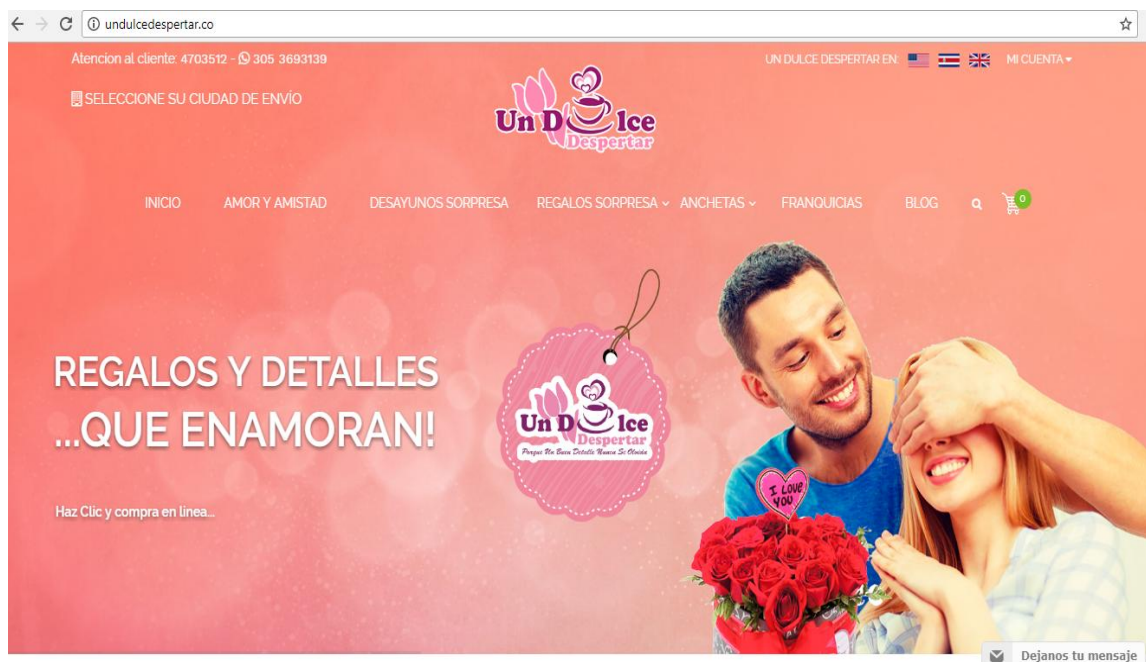 undulcedespertar.co
Atencion al cliente: 4703512 - 305 3693139
UN DULCE DESPERTAR EN:
MI CUENTA
SELECCIONE SU CIUDAD DE ENVÍO
Un Dulce
Despertar
INICIO AMOR Y AMISTAD DESAYUNOS SORPRESA REGALOS SORPRESA ANCHETAS FRANQUICIAS BLOG 0
REGALOS Y DETALLES
...QUE ENAMORAN!
Haz Clic y compra en linea...
Un Dulce
Despertar
Porque Un Buen Detalle Nunca Se Olvida
I LOVE
YOU
Dejanos tu mensaje